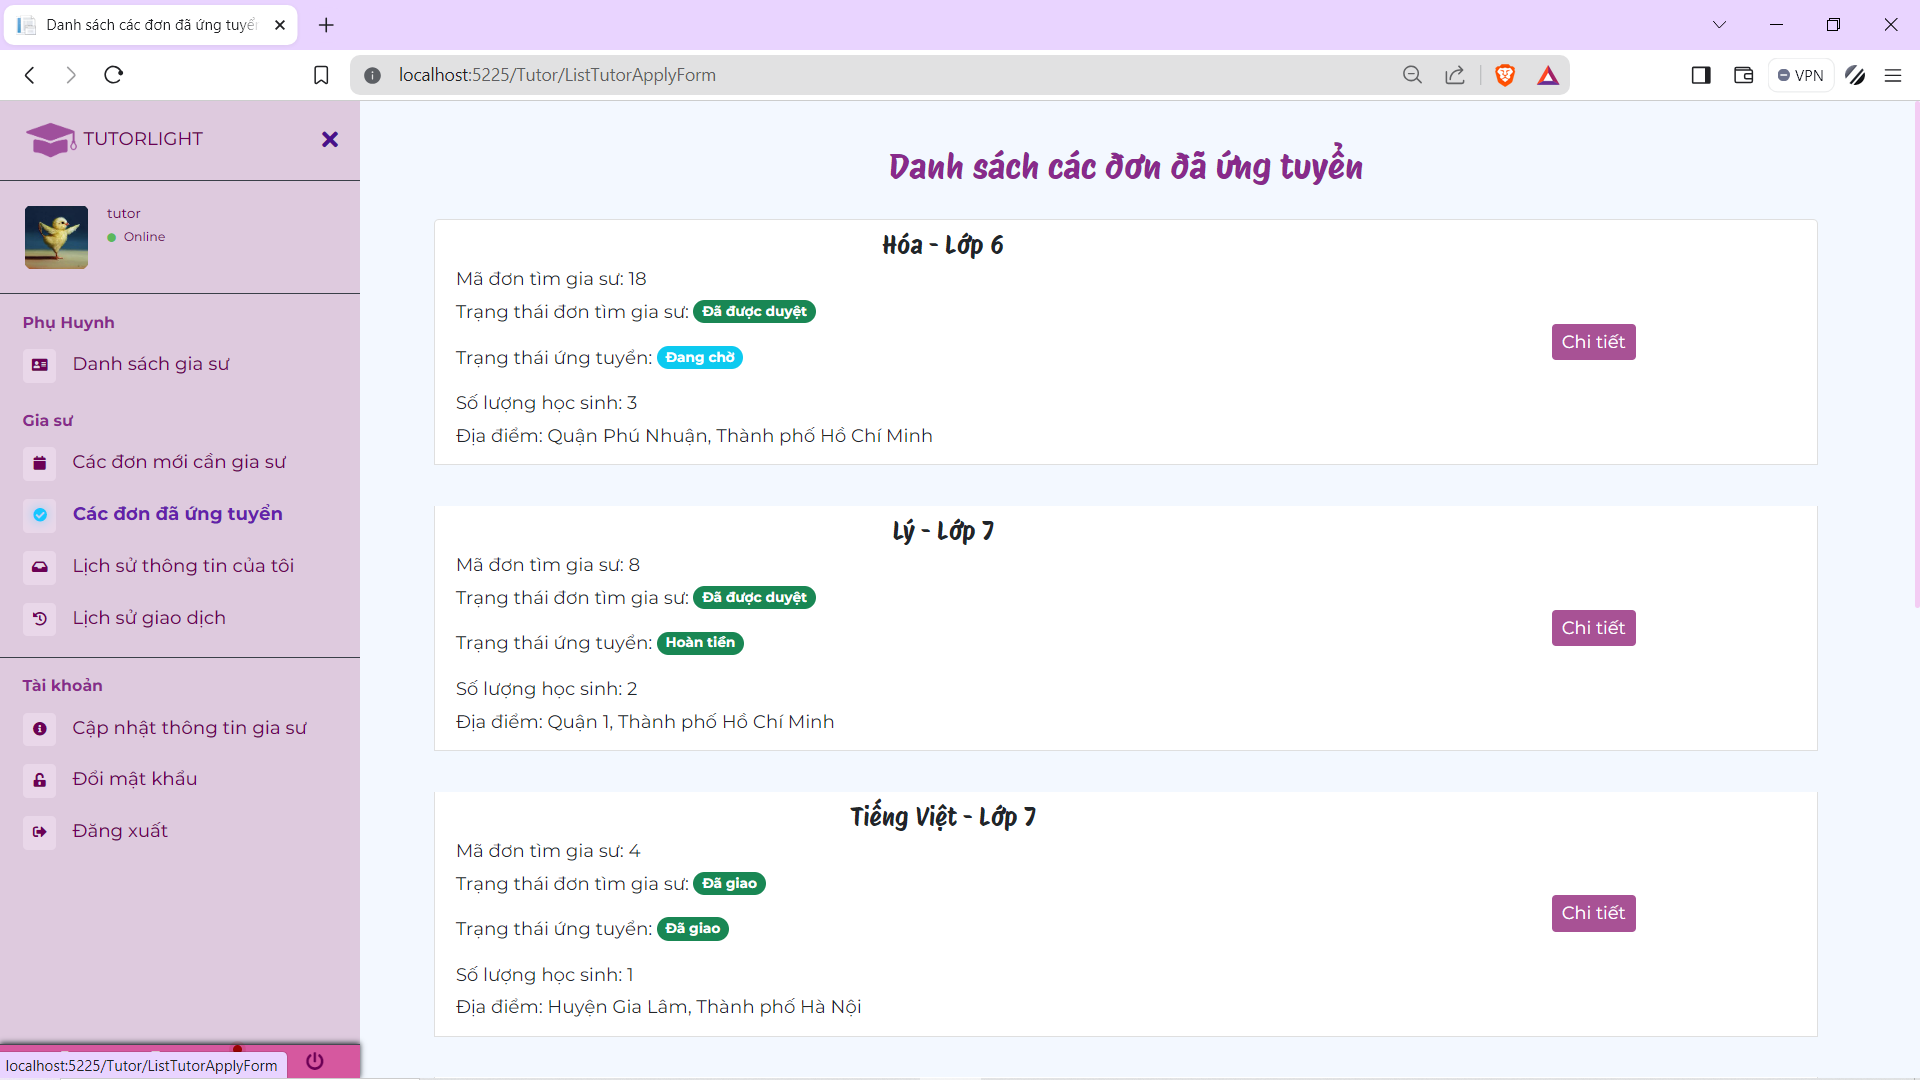 Danh sách các đơn đã ứng tuyể
localhost:5225/Tutor/ListTutorApplyForm
VPN
TUTORLIGHT
tutor
Online
Phụ Huynh
Danh sách gia sư
Gia sư
Các đơn mới cần gia sư
Các đơn đã ứng tuyển
Lịch sử thông tin của tôi
Lịch sử giao dịch
Tài khoản
Cập nhật thông tin gia sư
Đổi mật khẩu
Đăng xuất
localhost:5225/Tutor/ListTutorApplyForm
Danh sách các đơn đã ứng tuyển
Hóa - Lớp 6
Mã đơn tìm gia sư: 18
Trạng thái đơn tìm gia sư: Đã được duyệt
Trạng thái ứng tuyển: Đang chờ
Số lượng học sinh: 3
Địa điểm: Quận Phú Nhuận, Thành phố Hồ Chí Minh
Chi tiết
Lý - Lớp 7
Mã đơn tìm gia sư: 8
Trạng thái đơn tìm gia sư: Đã được duyệt
Trạng thái ứng tuyển: Hoàn tiền
Số lượng học sinh: 2
Địa điểm: Quận 1, Thành phố Hồ Chí Minh
Chi tiết
Tiếng Việt - Lớp 7
Mã đơn tìm gia sư: 4
Trạng thái đơn tìm gia sư: Đã giao
Trạng thái ứng tuyển: Đã giao
Số lượng học sinh: 1
Địa điểm: Huyện Gia Lâm, Thành phố Hà Nội
Chi tiết